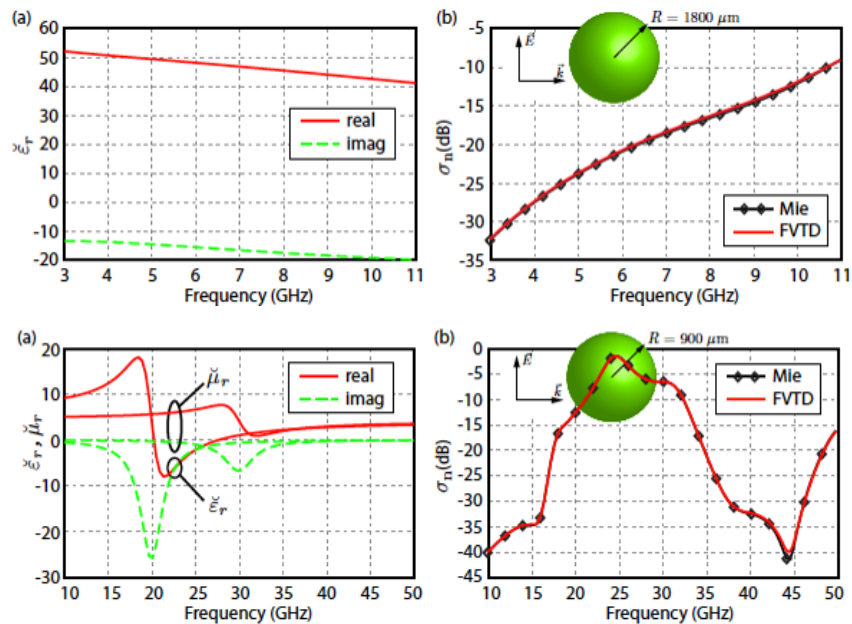 (a)
60
50
40
30
20
10
0
-10
-20
3 4 5 6 7 8 9 10 11
ε̆r
real
imag
Frequency (GHz)
(b)
-5
-10
-15
-20
-25
-30
-35
3 4 5 6 7 8 9 10 11
σn(dB)
E⃗
k⃗
R = 1800 μm
Mie
FVTD
Frequency (GHz)
(a)
20
10
0
-10
-20
-30
10 15 20 25 30 35 40 45 50
ε̆r , μ̆r
μ̆r
ε̆r
real
imag
Frequency (GHz)
(b)
0
-5
-10
-15
-20
-25
-30
-35
-40
-45
10 15 20 25 30 35 40 45 50
σn(dB)
E⃗
k⃗
R = 900 μm
Mie
FVTD
Frequency (GHz)